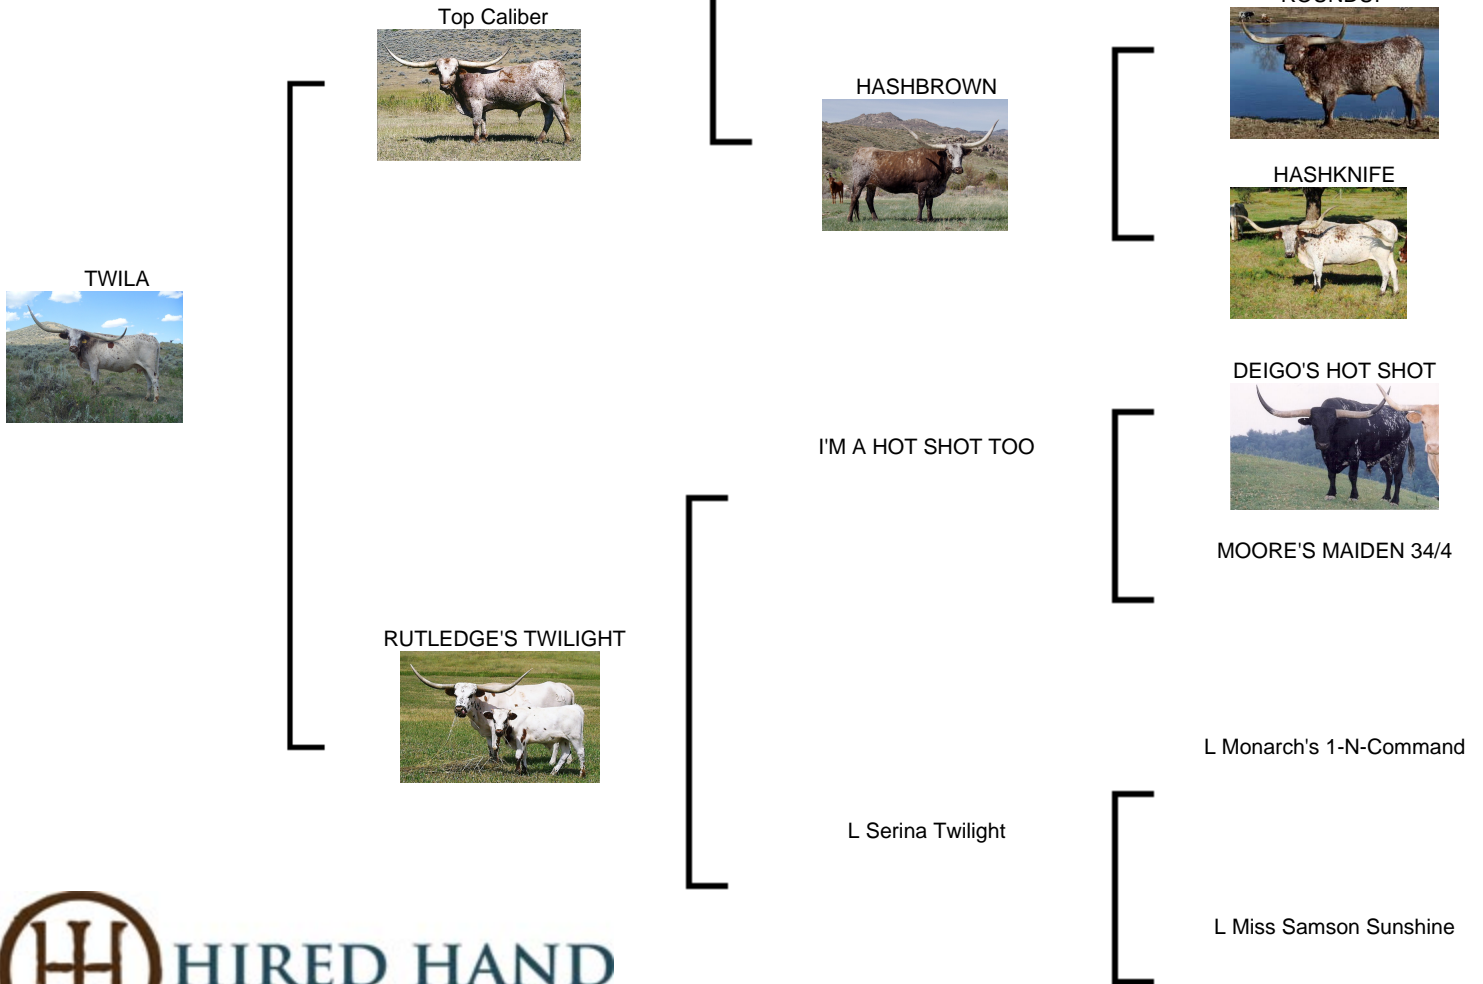 Top Caliber
HASHBROWN
HASHKNIFE
TWILA
DEIGO'S HOT SHOT
I'M A HOT SHOT TOO
MOORE'S MAIDEN 34/4
RUTLEDGE'S TWILIGHT
L Monarch's 1-N-Command
L Serina Twilight
L Miss Samson Sunshine
HIRED HAND